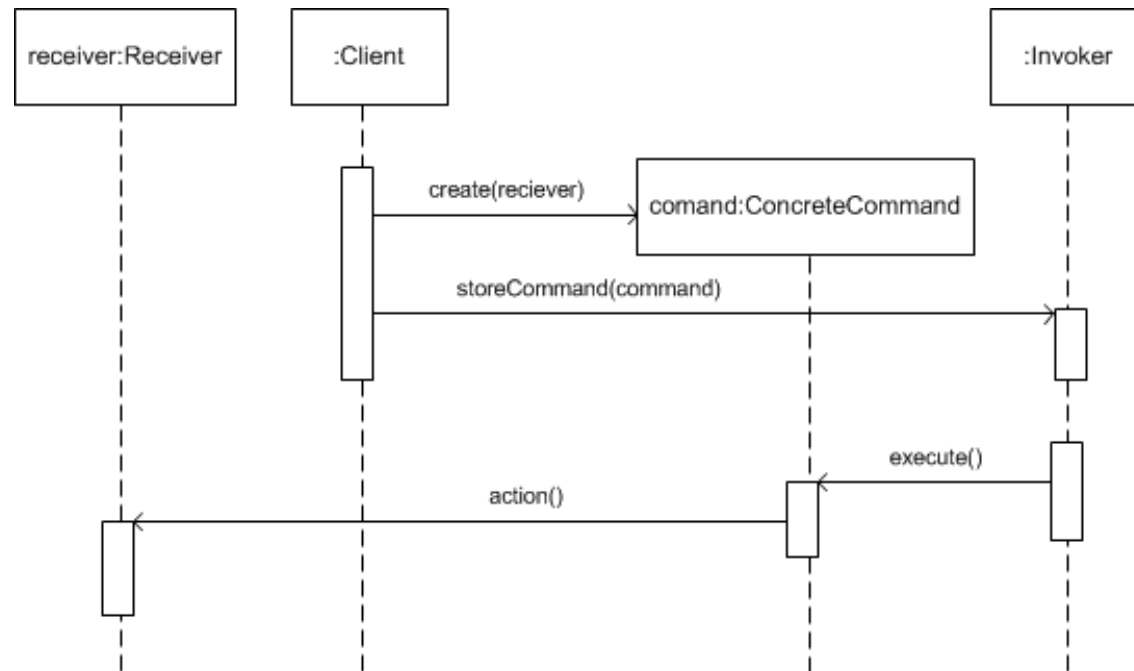 receiver:Receiver
:Client
:Invoker
create(reciever)
comand:ConcreteCommand
storeCommand(command)
execute()
action()